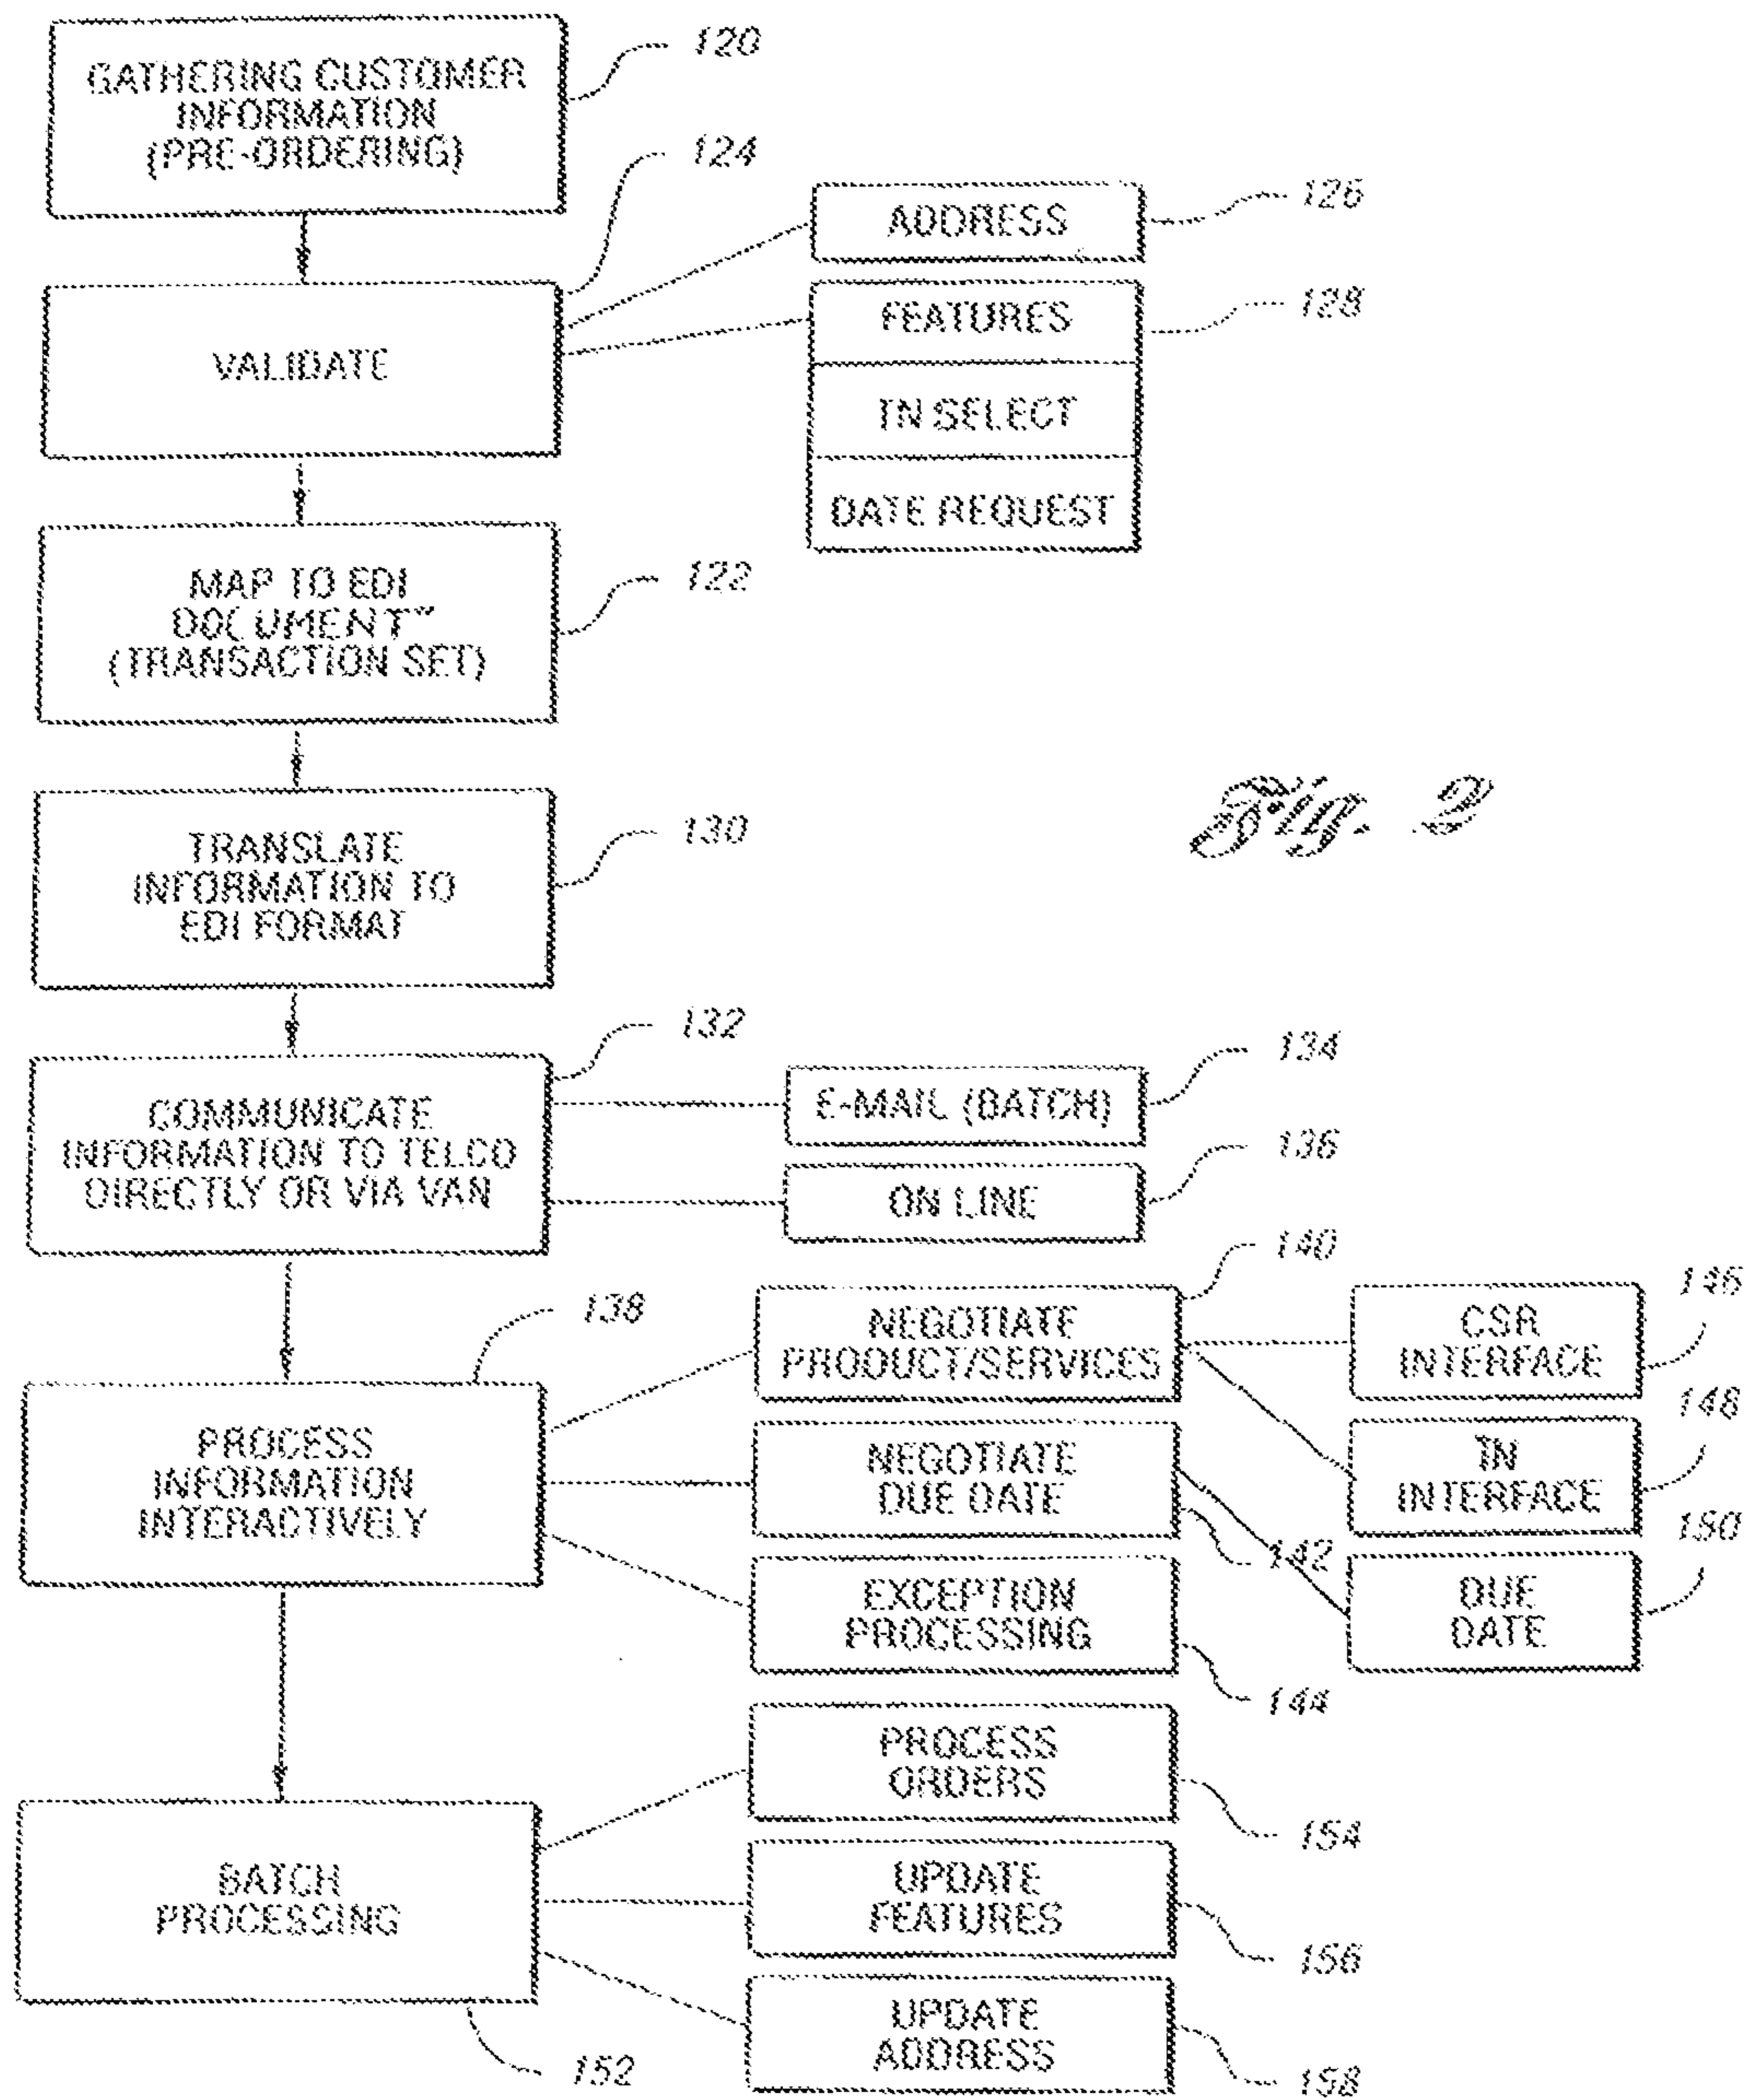 GATHERING CUSTOMER
INFORMATION
(PRE-ORDERING)
120
124
VALIDATE
ADDRESS
126
FEATURES
128
TN SELECT
DATE REQUEST
MAP TO EDI
DOCUMENT"
(TRANSACTION SET)
122
TRANSLATE
INFORMATION TO
EDI FORMAT
130
Fig. 2
132
COMMUNICATE
INFORMATION TO TELCO
DIRECTLY OR VIA VAN
E-MAIL (BATCH)
134
ON LINE
136
138
PROCESS
INFORMATION
INTERACTIVELY
140
NEGOTIATE
PRODUCT/SERVICES
NEGOTIATE
DUE DATE
142
EXCEPTION
PROCESSING
144
CSR
INTERFACE
146
TN
INTERFACE
148
DUE
DATE
150
BATCH
PROCESSING
152
PROCESS
ORDERS
154
UPDATE
FEATURES
156
UPDATE
ADDRESS
158